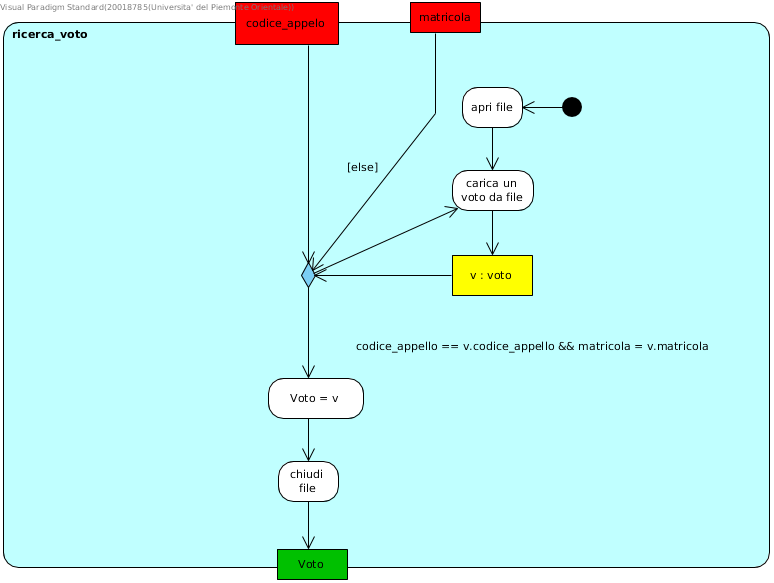 Visual Paradigm Standard(20018785(Universita' del Piemonte Orientale))
codice_appelo
matricola
ricerca_voto
apri file
[else]
carica un
voto da file
v : voto
codice_appello == v.codice_appello && matricola = v.matricola
Voto = v
chiudi
file
Voto